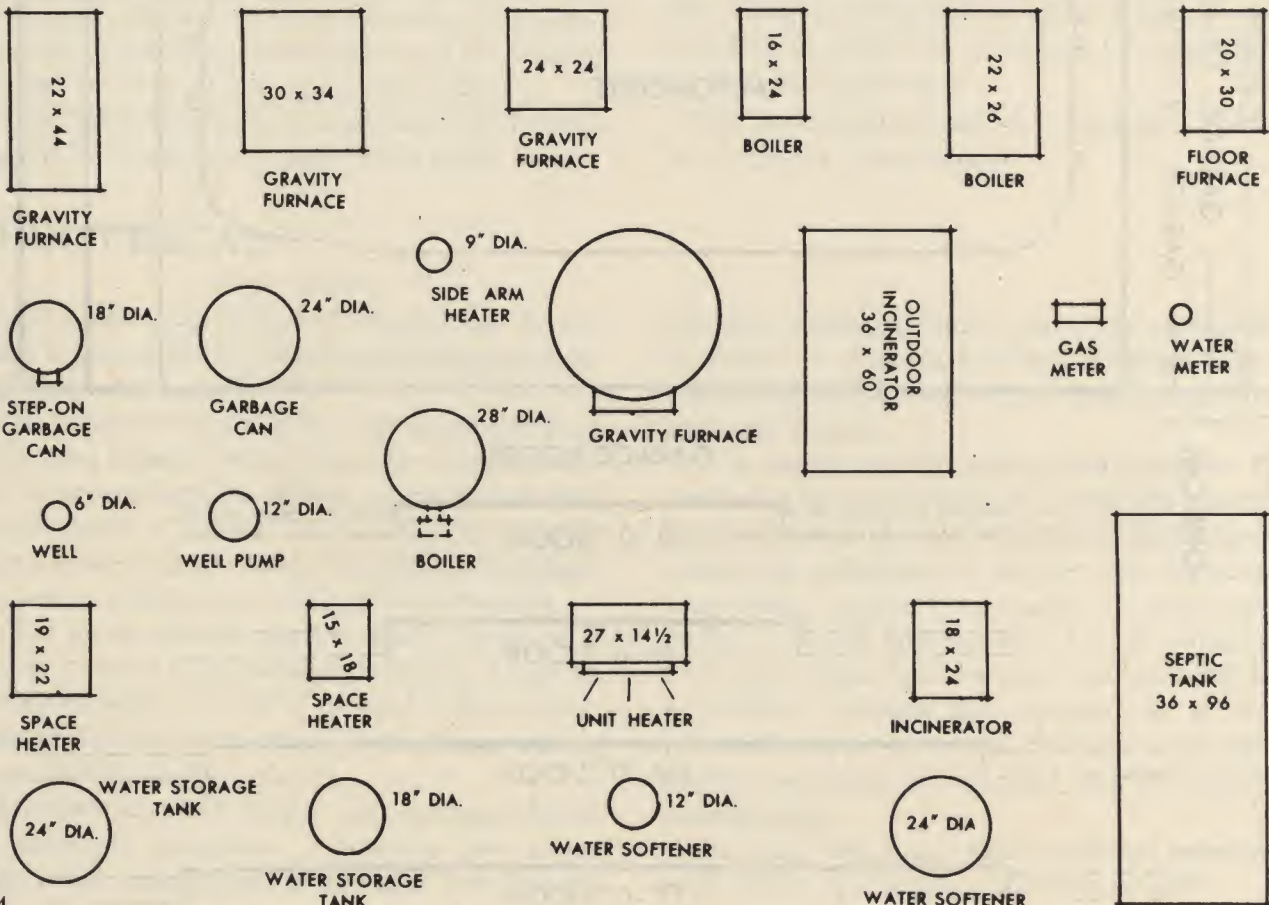 22 x 44
GRAVITY
FURNACE
30 x 34
GRAVITY
FURNACE
24 x 24
GRAVITY
FURNACE
16 x 24
BOILER
22 x 26
BOILER
20 x 30
FLOOR
FURNACE
18" DIA.
STEP-ON
GARBAGE
CAN
24" DIA.
GARBAGE
CAN
9" DIA.
SIDE ARM
HEATER
GRAVITY FURNACE
OUTDOOR
INCINERATOR
36 x 60
GAS
METER
WATER
METER
28" DIA.
BOILER
6" DIA.
WELL
12" DIA.
WELL PUMP
19 x 22
SPACE
HEATER
15 x 18
SPACE
HEATER
27 x 14½
UNIT HEATER
18 x 24
INCINERATOR
SEPTIC
TANK
36 x 96
24" DIA.
WATER STORAGE
TANK
18" DIA.
WATER STORAGE
TANK
12" DIA.
WATER SOFTENER
24" DIA
WATER SOFTENER